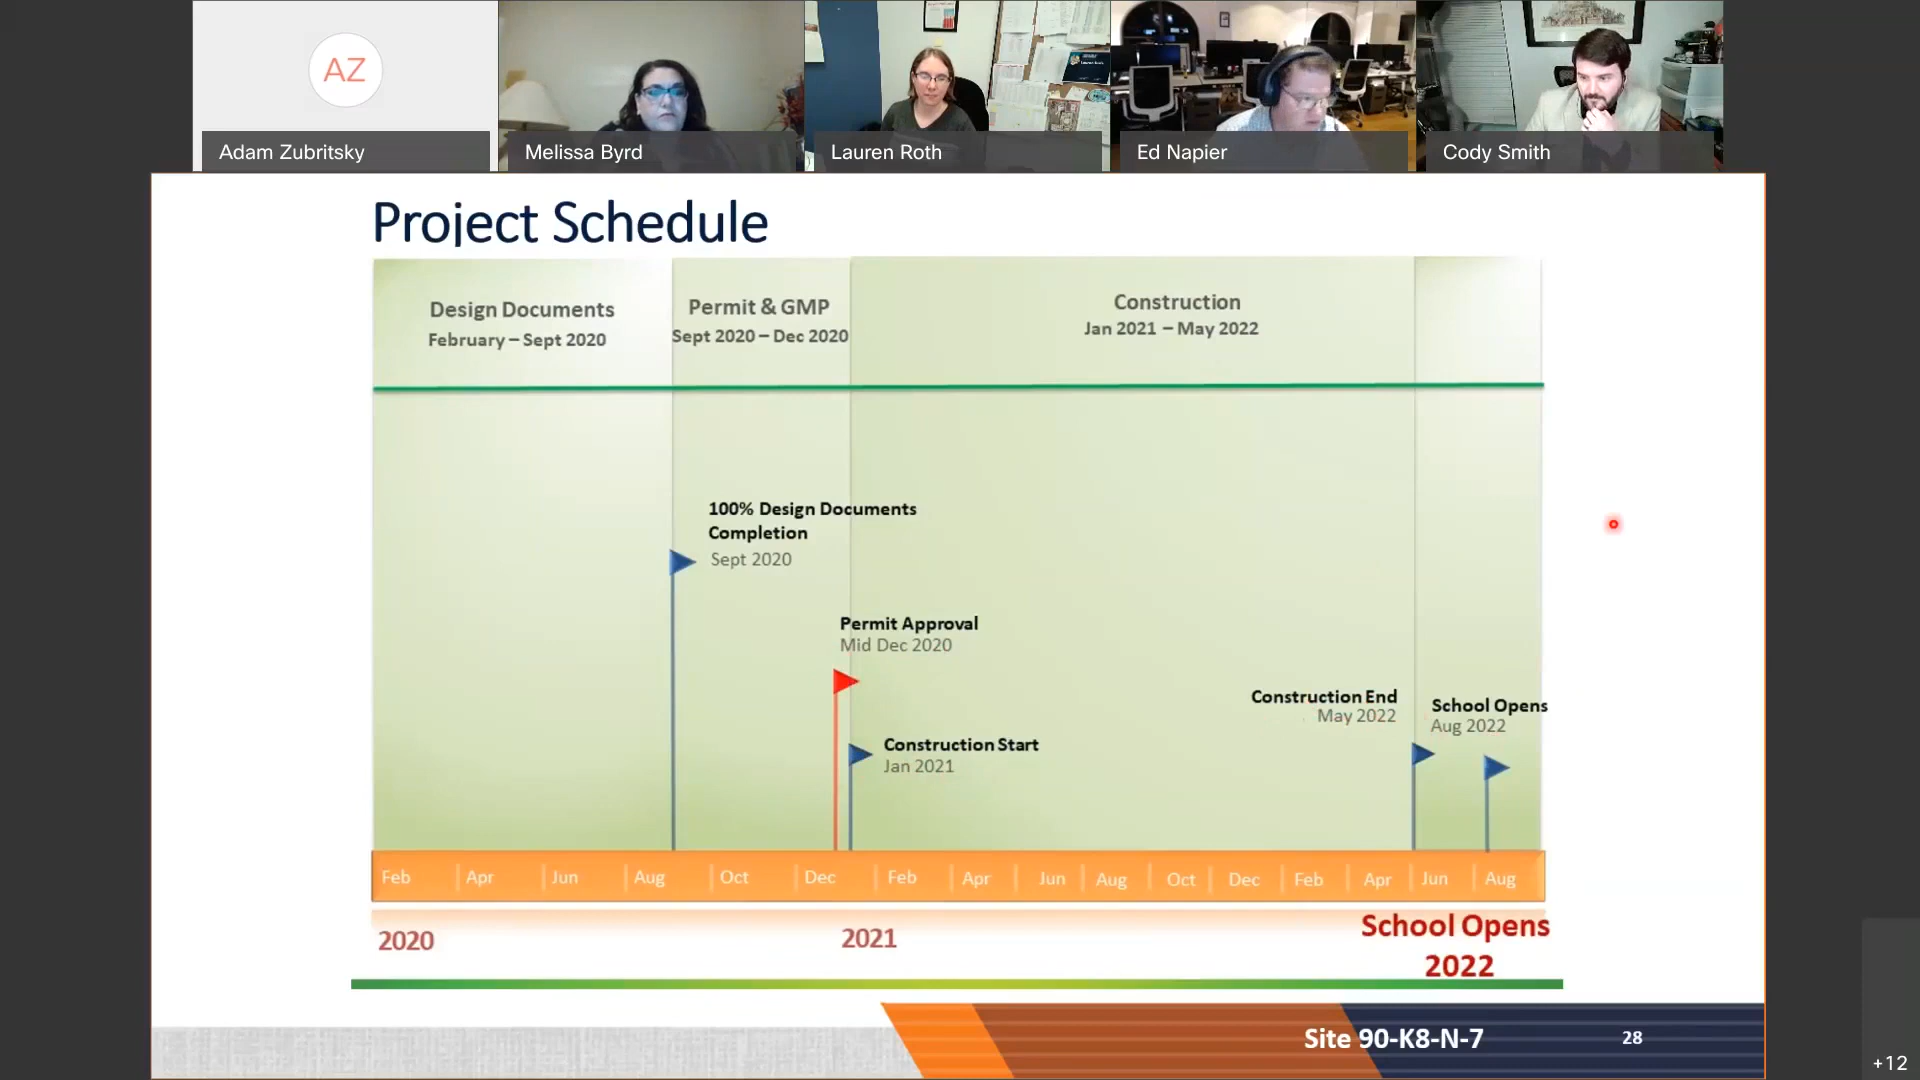 AZ
Adam Zubritsky
Melissa Byrd
Lauren Roth
Ed Napier
Cody Smith
Project Schedule
Design Documents
February – Sept 2020
Permit & GMP
Sept 2020 – Dec 2020
Construction
Jan 2021 – May 2022
100% Design Documents
Completion
Sept 2020
Permit Approval
Mid Dec 2020
Construction Start
Jan 2021
Construction End
May 2022
School Opens
Aug 2022
Feb Apr Jun Aug Oct Dec Feb Apr Jun Aug Oct Dec Feb Apr Jun Aug
2020
2021
School Opens
2022
Site 90-K8-N-7
28
+12